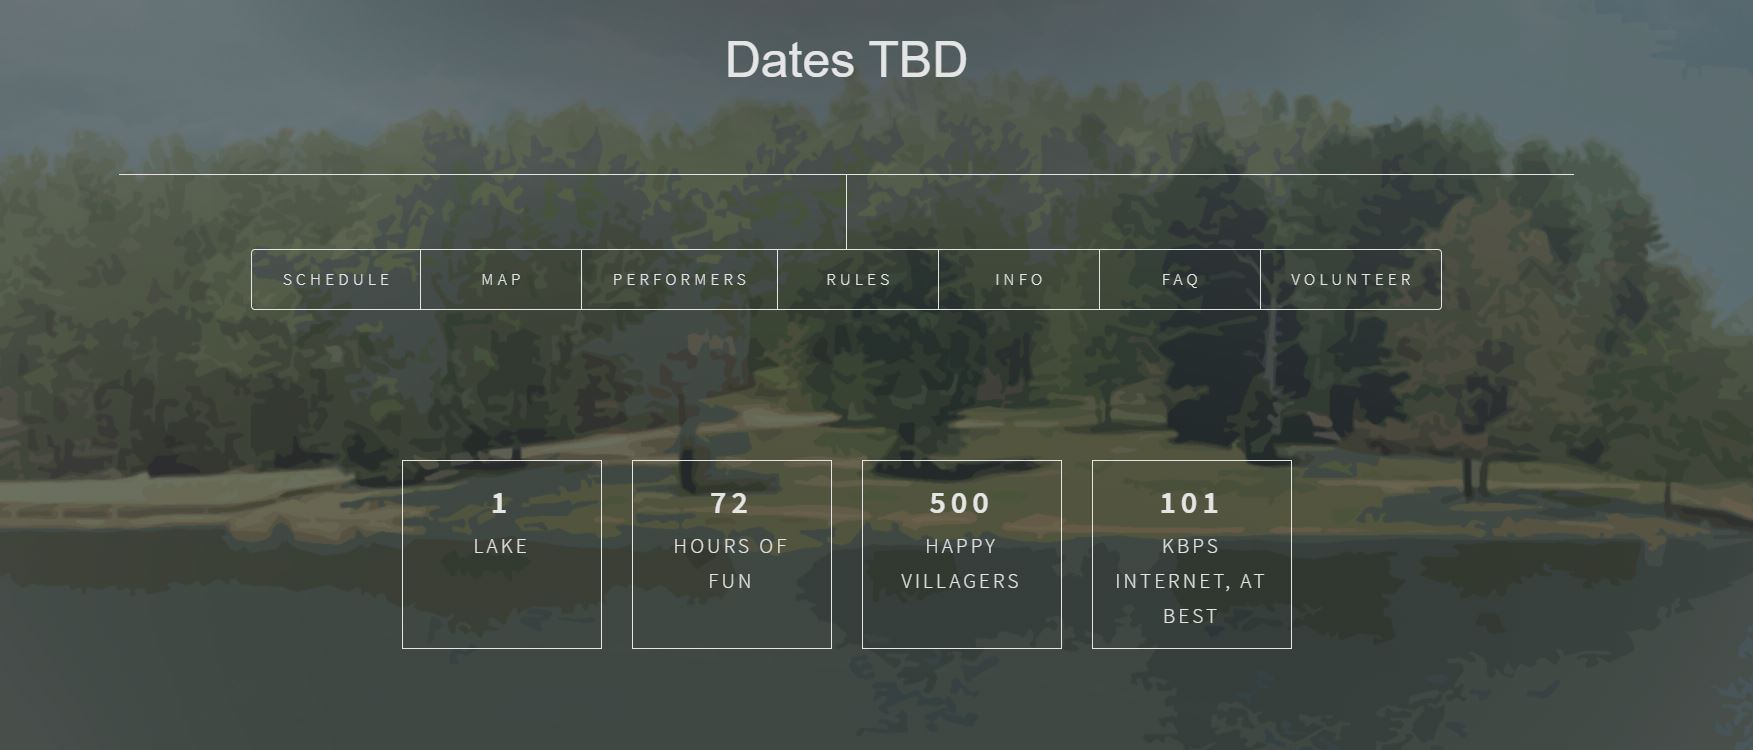 Dates TBD
SCHEDULE MAP PERFORMERS RULES INFO FAQ VOLUNTEER
1
LAKE
72
HOURS OF
FUN
500
HAPPY
VILLAGERS
101
KBPS
INTERNET, AT
BEST